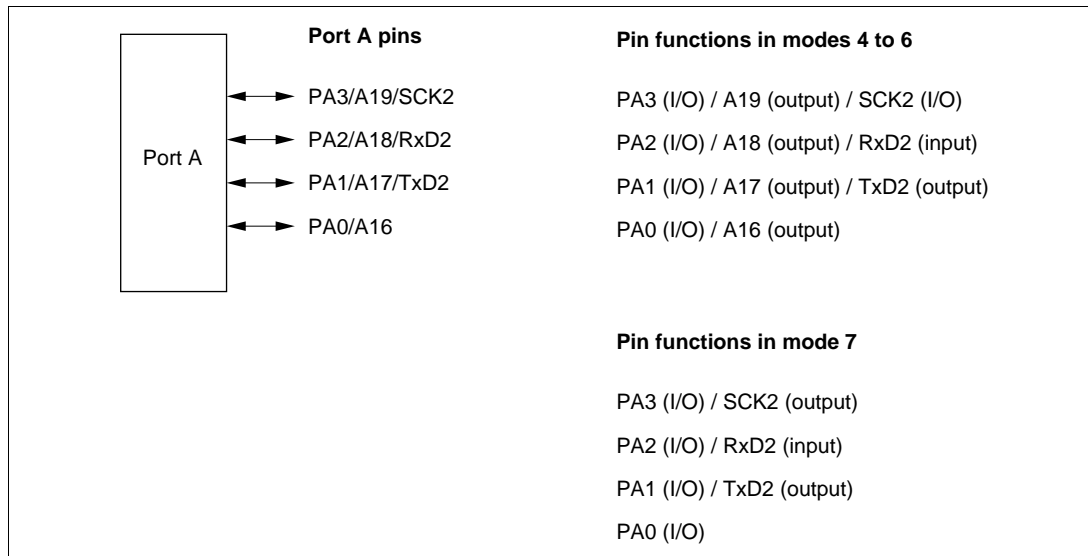 Port A
Port A pins
PA3/A19/SCK2
PA2/A18/RxD2
PA1/A17/TxD2
PA0/A16
Pin functions in modes 4 to 6
PA3 (I/O) / A19 (output) / SCK2 (I/O)
PA2 (I/O) / A18 (output) / RxD2 (input)
PA1 (I/O) / A17 (output) / TxD2 (output)
PA0 (I/O) / A16 (output)
Pin functions in mode 7
PA3 (I/O) / SCK2 (output)
PA2 (I/O) / RxD2 (input)
PA1 (I/O) / TxD2 (output)
PA0 (I/O)